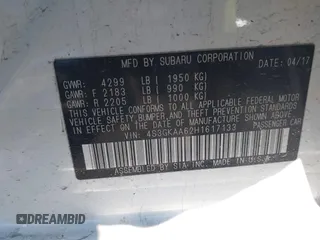 MFD BY SUBARU CORPORATION DATE: 04/17
GVWR: 4299 LB ( 1950 KG)
GAWR: F 2183 LB ( 990 KG)
GAWR: R 2205 LB ( 1000 KG)
THIS VEHICLE CONFORMS TO ALL APPLICABLE
FEDERAL MOTOR VEHICLE
SAFETY, BUMPER, AND THEFT PREVENTION
STANDARDS IN EFFECT ON THE DATE OF
MANUFACTURE SHOWN ABOVE.
VIN: 4S3GKAA62H1617133 PASSENGER CAR
ASSEMBLED BY SIA-INC. MADE IN U.S.A.
AutoBidMD